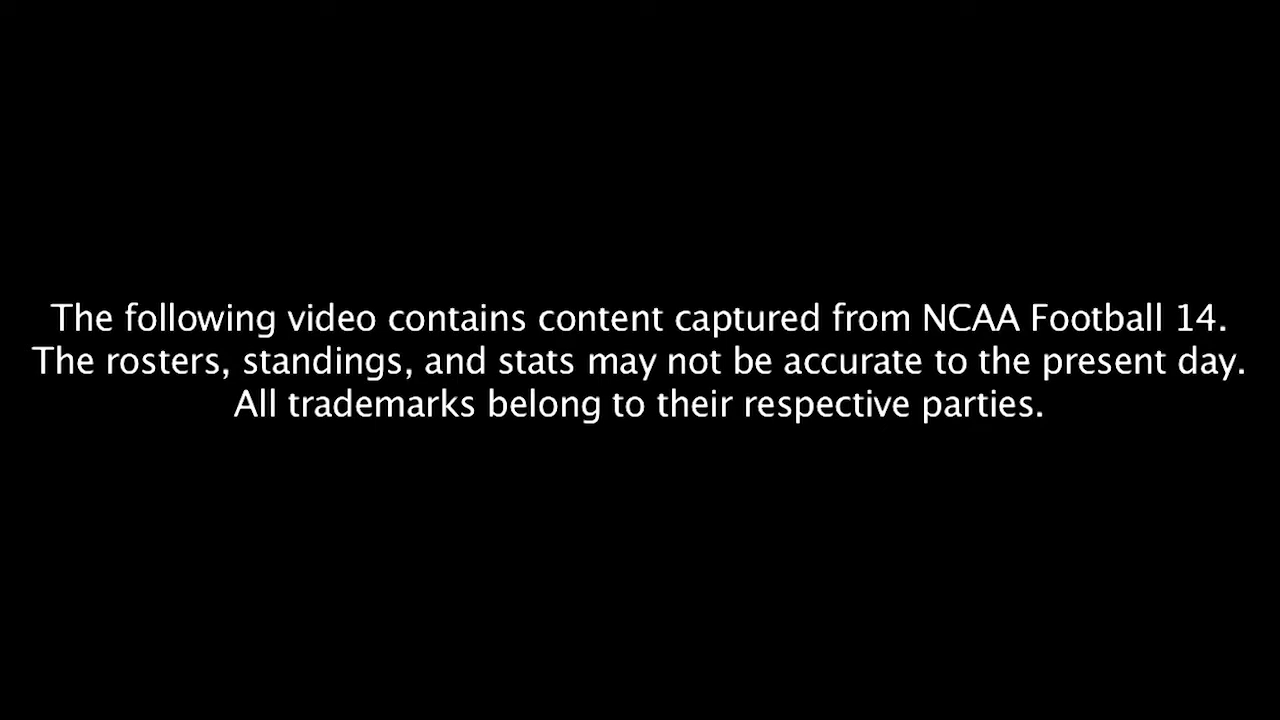 The following video contains content captured from NCAA Football 14.
The rosters, standings, and stats may not be accurate to the present day.
All trademarks belong to their respective parties.